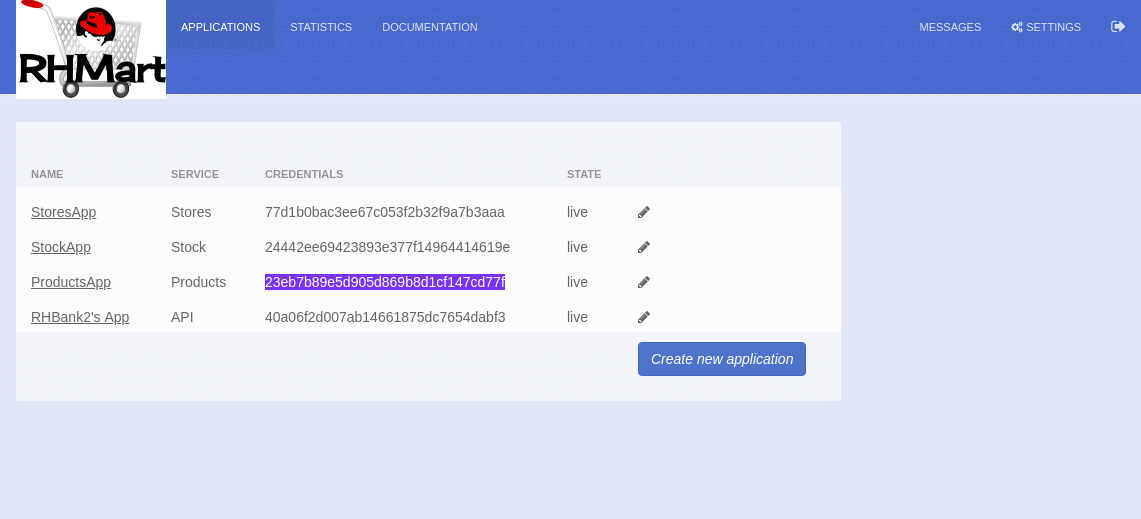 RHMart
APPLICATIONS STATISTICS DOCUMENTATION MESSAGES SETTINGS
NAME SERVICE CREDENTIALS STATE
StoresApp Stores 77d1b0bac3ee67c053f2b32f9a7b3aaa live
StockApp Stock 24442ee69423893e377f14964414619e live
ProductsApp Products 23eb7b89e5d905d869b8d1cf147cd77f live
RHBank2's App API 40a06f2d007ab14661875dc7654dabf3 live
Create new application